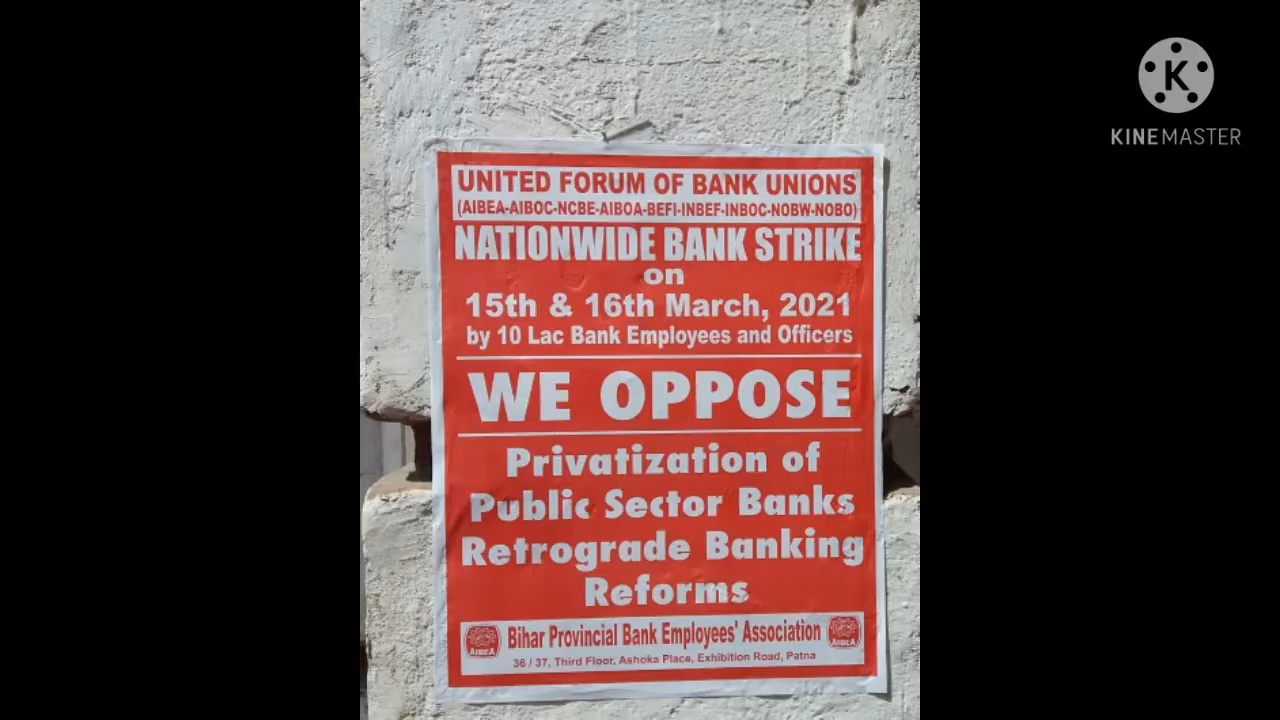 UNITED FORUM OF BANK UNIONS
(AIBEA-AIBOC-NCBE-AIBOA-BEFI-INBEF-INBOC-NOBW-NOBO)
NATIONWIDE BANK STRIKE
on
15th & 16th March, 2021
by 10 Lac Bank Employees and Officers
WE OPPOSE
Privatization of
Public Sector Banks
Retrograde Banking
Reforms
AIBEA Bihar Provincial Bank Employees' Association AIBEA
36 / 37, Third Floor, Ashoka Place, Exhibition Road, Patna
K
KINEMASTER